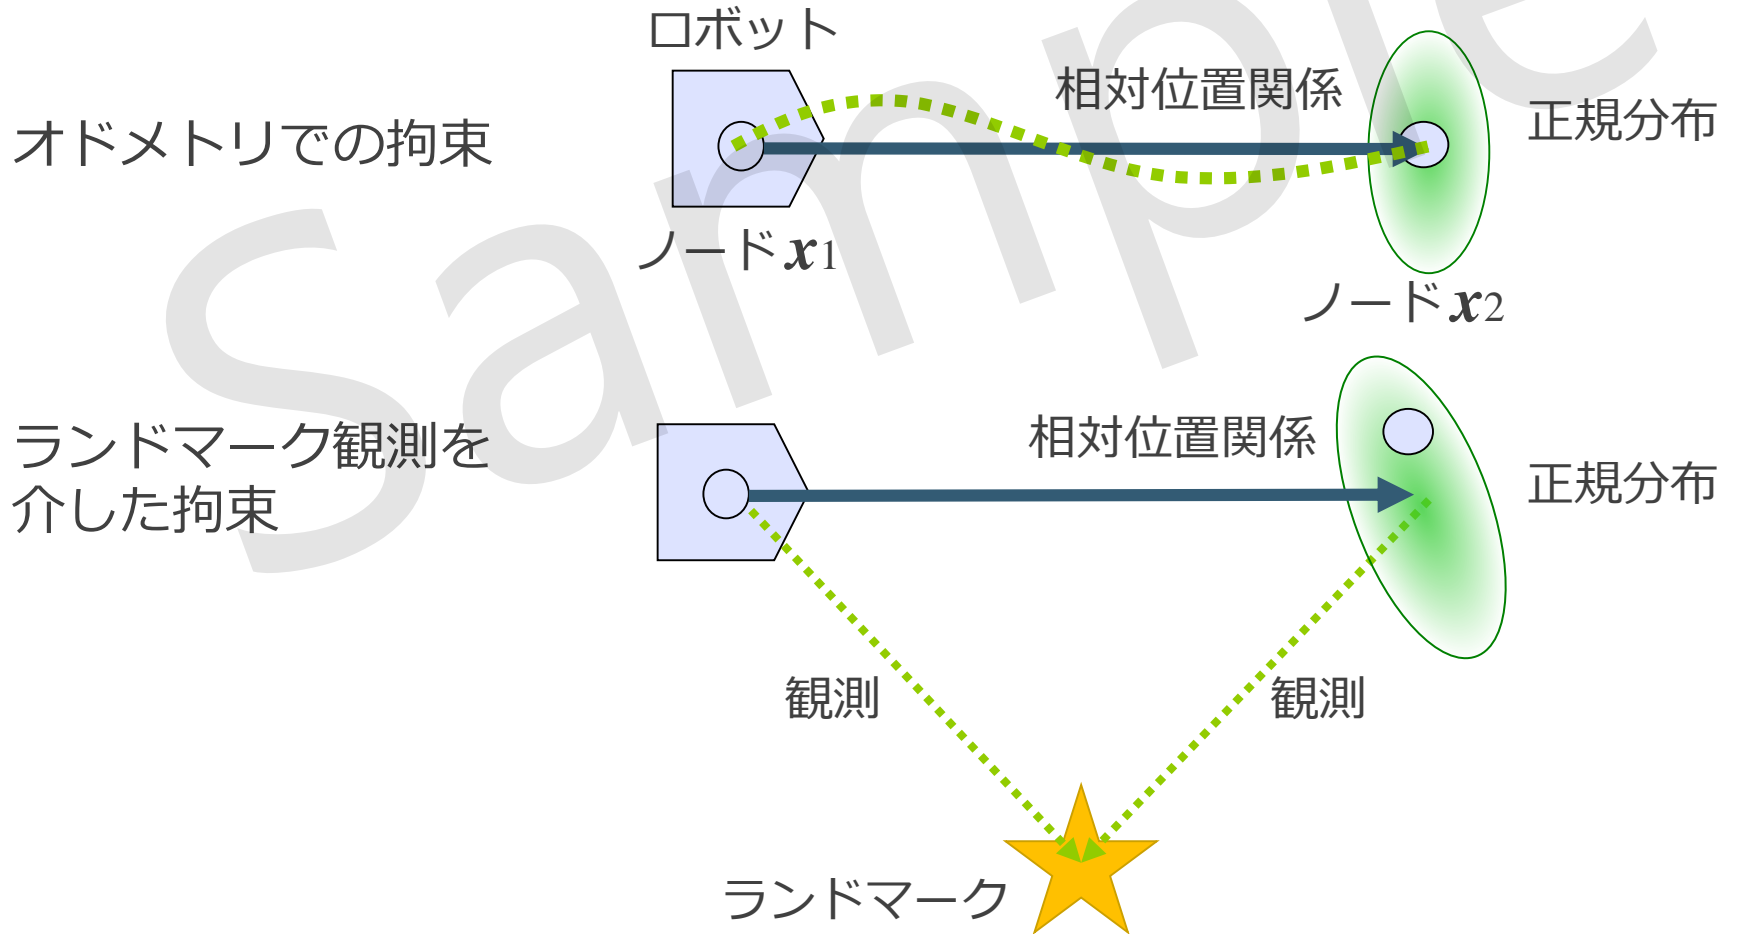 ロボット
相対位置関係
正規分布
オドメトリでの拘束
ノードx1
ノードx2
ランドマーク観測を
介した拘束
相対位置関係
正規分布
観測
観測
ランドマーク
Sample